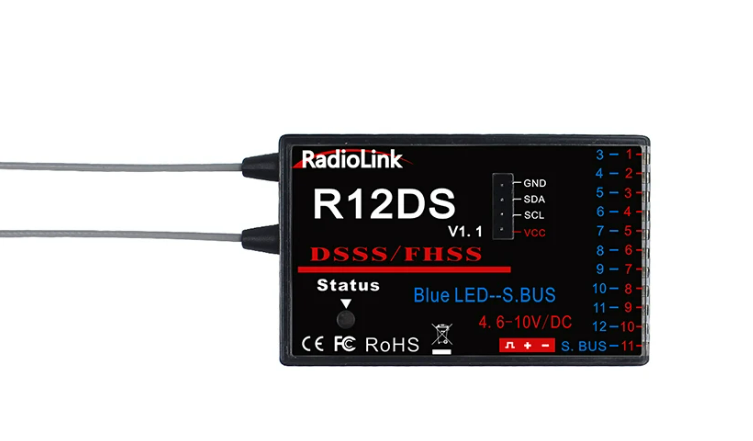 RadioLink
R12DS
V1.1
DSSS/FHSS
Status
GND
SDA
SCL
VCC
Blue LED--S.BUS
4.6-10V/DC
CE FC RoHS
+ −
3 – 1
4 – 2
5 – 3
6 – 4
7 – 5
8 – 6
9 – 7
10 – 8
11 – 9
12 – 10
S.BUS – 11